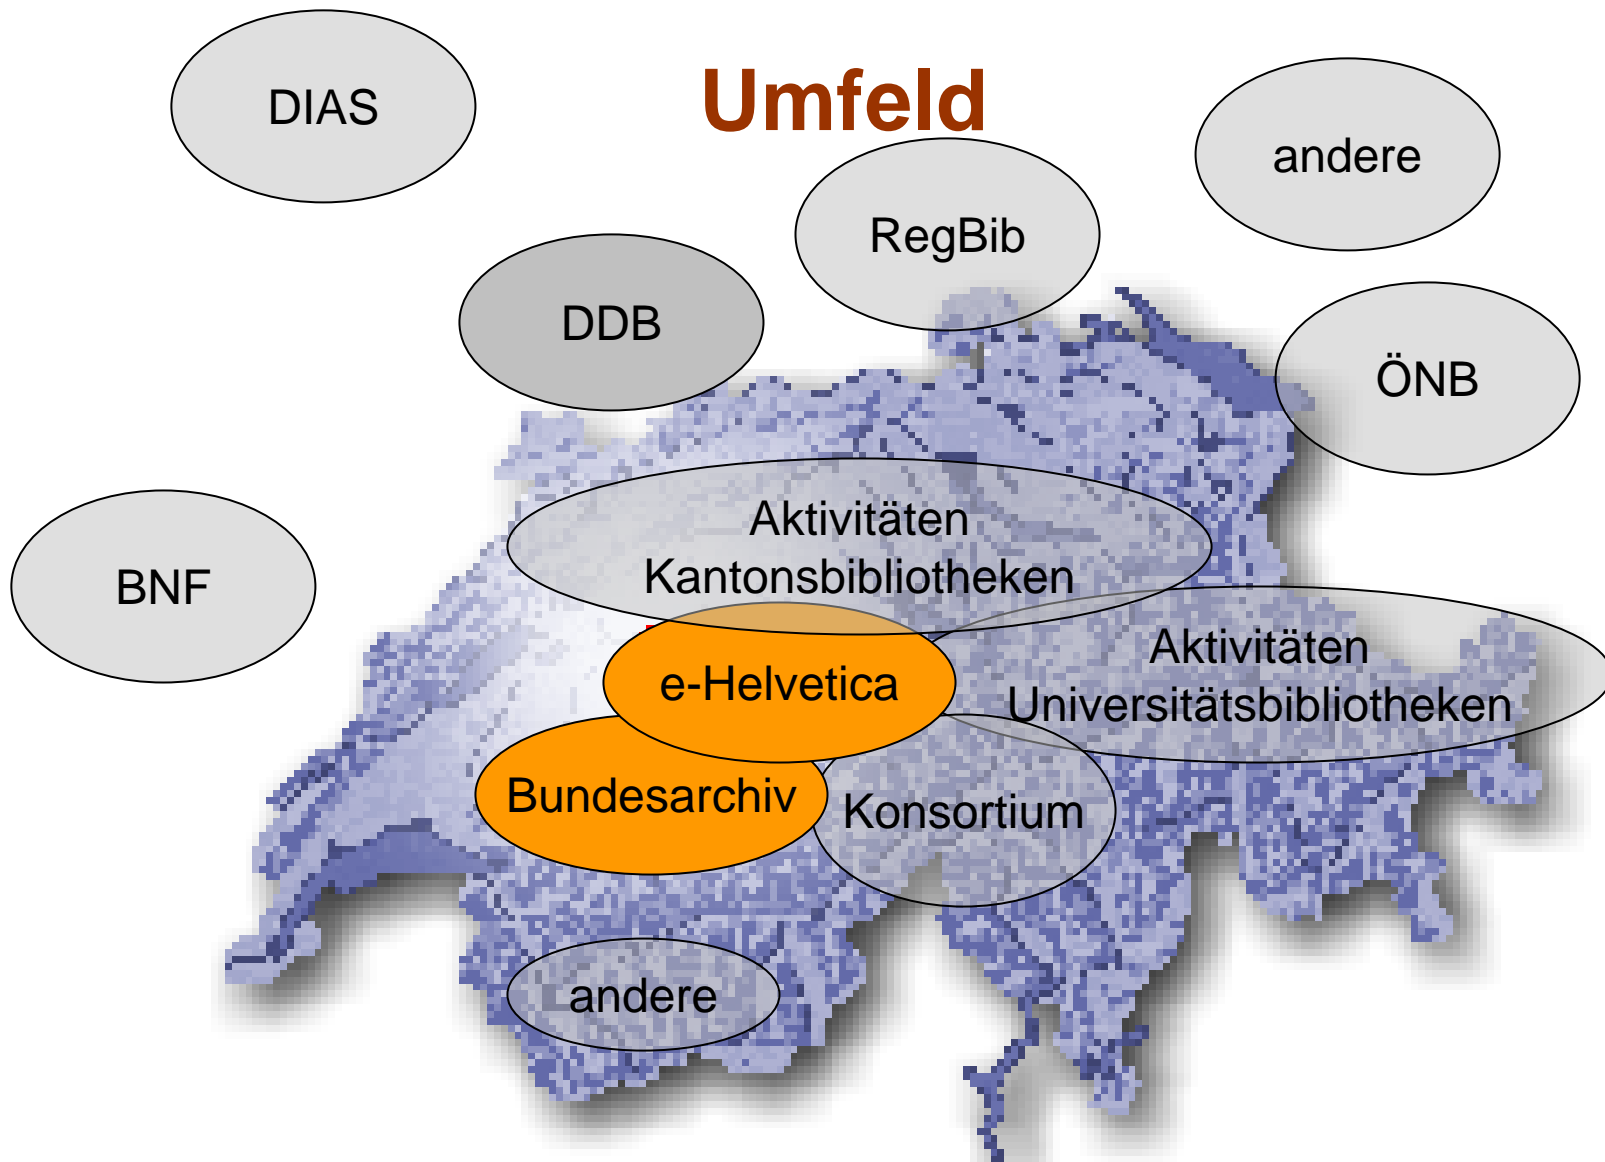 Umfeld
DIAS
andere
RegBib
DDB
ÖNB
Aktivitäten
Kantonsbibliotheken
BNF
Aktivitäten
Universitätsbibliotheken
e-Helvetica
Bundesarchiv
Konsortium
andere